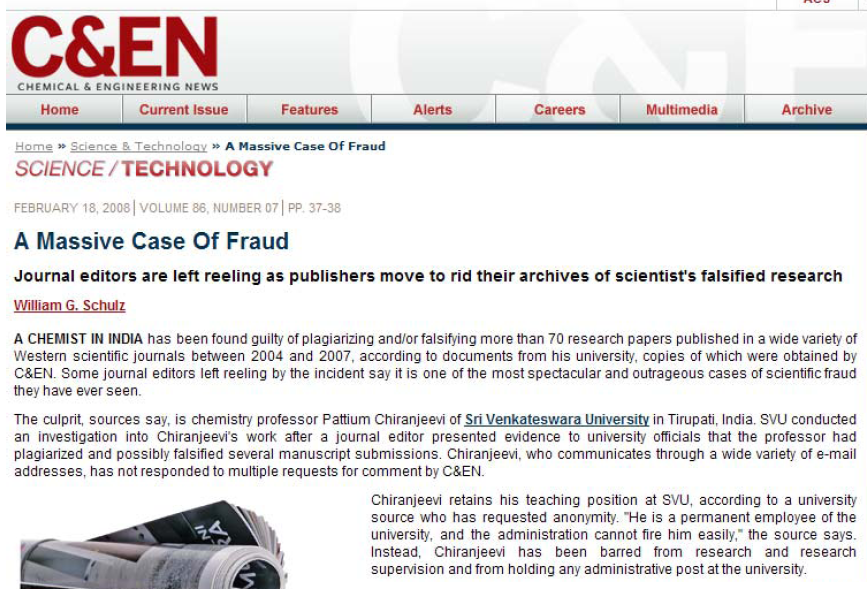 ACS
C&EN
CHEMICAL & ENGINEERING NEWS
Home Current Issue Features Alerts Careers Multimedia Archive
Home » Science & Technology » A Massive Case Of Fraud
SCIENCE / TECHNOLOGY
FEBRUARY 18, 2008 | VOLUME 86, NUMBER 07 | PP. 37-38
A Massive Case Of Fraud
Journal editors are left reeling as publishers move to rid their archives of scientist's falsified research
William G. Schulz
A CHEMIST IN INDIA has been found guilty of plagiarizing and/or falsifying more than 70 research papers published in a wide variety of
Western scientific journals between 2004 and 2007, according to documents from his university, copies of which were obtained by
C&EN. Some journal editors left reeling by the incident say it is one of the most spectacular and outrageous cases of scientific fraud
they have ever seen.
The culprit, sources say, is chemistry professor Pattium Chiranjeevi of Sri Venkateswara University in Tirupati, India. SVU conducted
an investigation into Chiranjeevi's work after a journal editor presented evidence to university officials that the professor had
plagiarized and possibly falsified several manuscript submissions. Chiranjeevi, who communicates through a wide variety of e-mail
addresses, has not responded to multiple requests for comment by C&EN.
Chiranjeevi retains his teaching position at SVU, according to a university
source who has requested anonymity. "He is a permanent employee of the
university, and the administration cannot fire him easily," the source says.
Instead, Chiranjeevi has been barred from research and research
supervision and from holding any administrative post at the university.